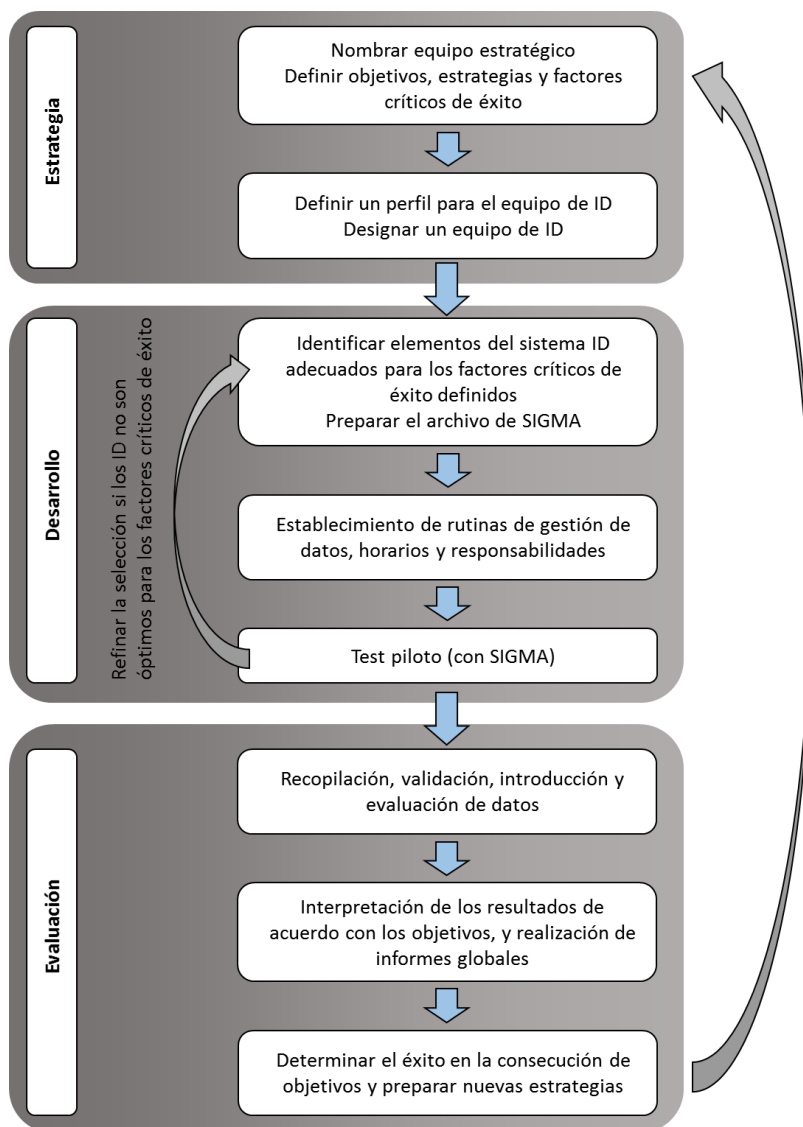 Estrategia
Nombrar equipo estratégico
Definir objetivos, estrategias y factores
críticos de éxito
Definir un perfil para el equipo de ID
Designar un equipo de ID
Desarrollo
Refinar la selección si los ID no son
óptimos para los factores críticos de éxito
Identificar elementos del sistema ID
adecuados para los factores críticos de
éxito definidos
Preparar el archivo de SIGMA
Establecimiento de rutinas de gestión de
datos, horarios y responsabilidades
Test piloto (con SIGMA)
Evaluación
Recopilación, validación, introducción y
evaluación de datos
Interpretación de los resultados de
acuerdo con los objetivos, y realización de
informes globales
Determinar el éxito en la consecución de
objetivos y preparar nuevas estrategias